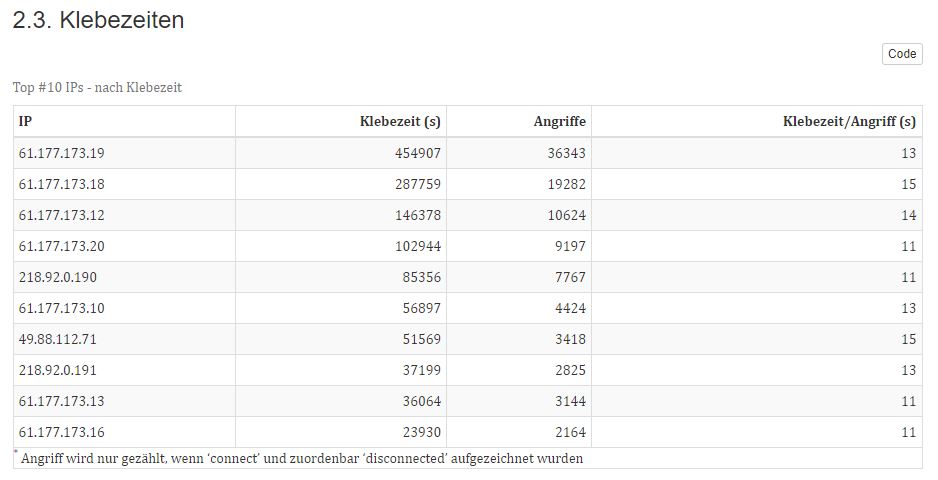 2.3. Klebezeiten
Code
Top #10 IPs - nach Klebezeit
IP Klebezeit (s) Angriffe Klebezeit/Angriff (s)
61.177.173.19 454907 36343 13
61.177.173.18 287759 19282 15
61.177.173.12 146378 10624 14
61.177.173.20 102944 9197 11
218.92.0.190 85356 7767 11
61.177.173.10 56897 4424 13
49.88.112.71 51569 3418 15
218.92.0.191 37199 2825 13
61.177.173.13 36064 3144 11
61.177.173.16 23930 2164 11
* Angriff wird nur gezählt, wenn ‘connect’ und zuordenbar ‘disconnected’ aufgezeichnet wurden